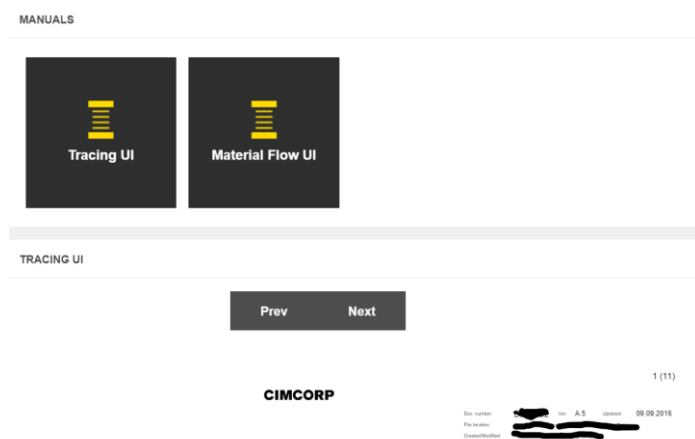 MANUALS
Tracing UI Material Flow UI
TRACING UI
Prev Next
1 (11)
CIMCORP
Doc. number: Ver. A.5 Updated: 09.09.2016
File location:
Created/Modified: